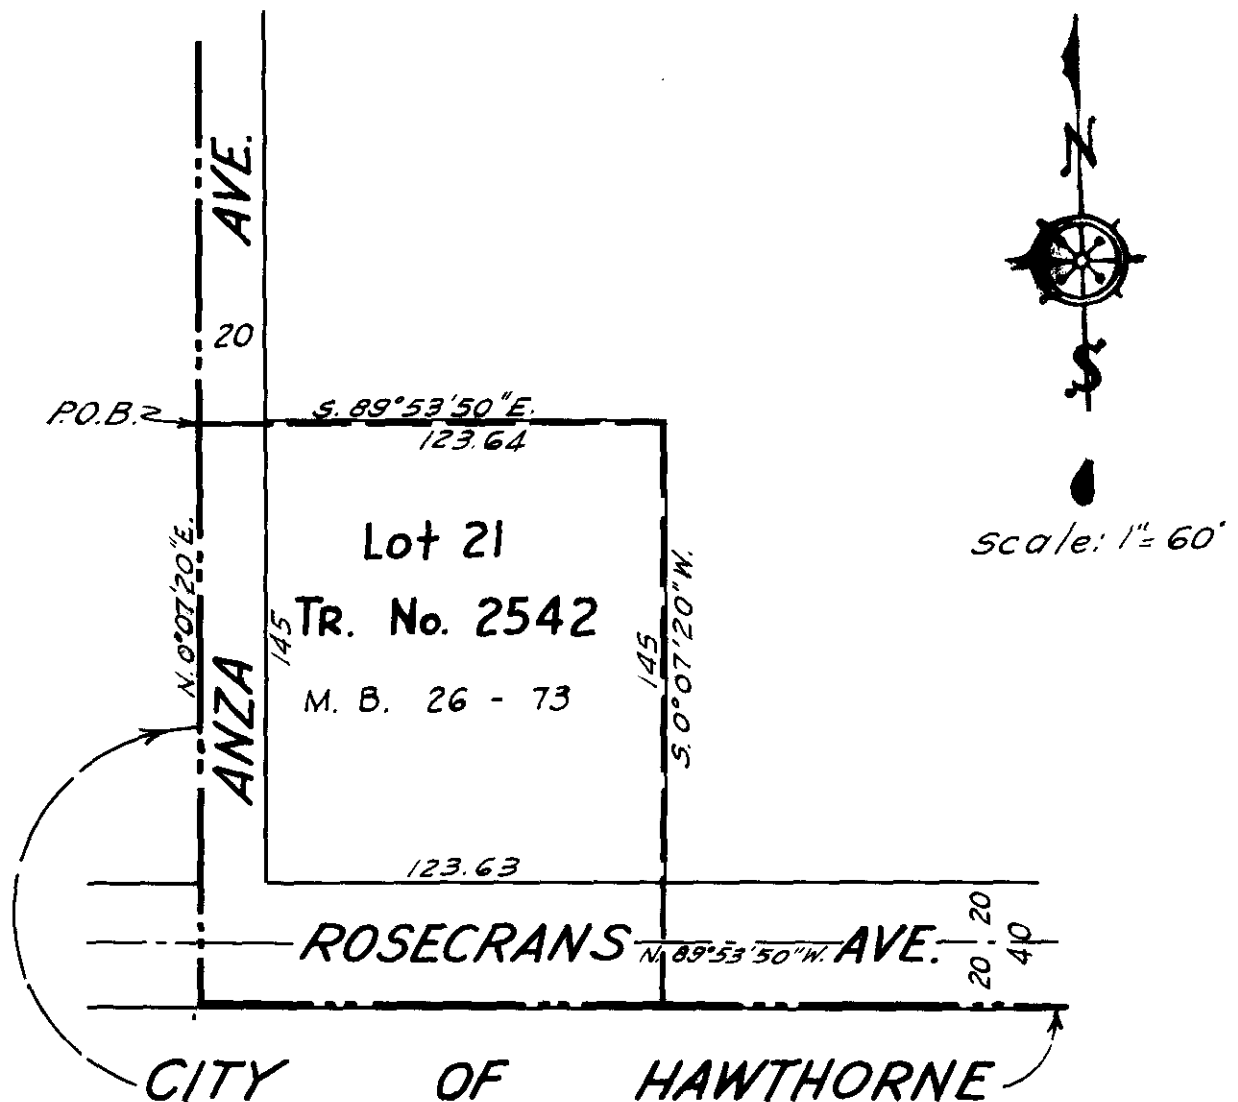 N
S
scale: 1"= 60'
AVE.
20
P.O.B.
S. 89°53'50"E.
123.64
Lot 21
TR. No. 2542
M. B. 26 - 73
N. 0°07'20"E.
145
145
S. 0°07'20"W.
ANZA
123.63
ROSECRANS AVE.
N. 89°53'50"W.
20 20
40
CITY OF HAWTHORNE